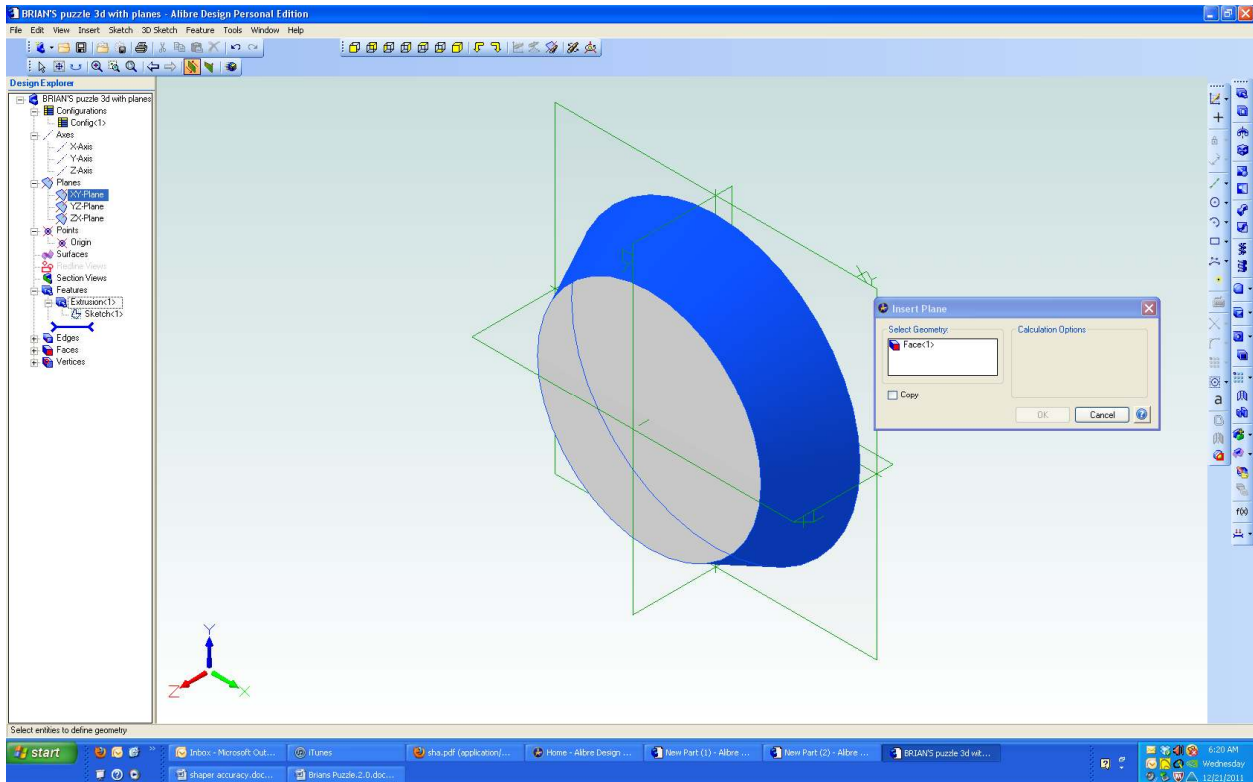 BRIAN'S puzzle 3d with planes - Alibre Design Personal Edition
File Edit View Insert Sketch 3D Sketch Feature Tools Window Help
Design Explorer
BRIAN'S puzzle 3d with planes
Configurations
Config<1>
Axes
X-Axis
Y-Axis
Z-Axis
Planes
XY-Plane
YZ-Plane
ZX-Plane
Points
Origin
Surfaces
Redline Views
Section Views
Features
Extrusion<1>
Sketch<1>
Edges
Faces
Vertices
Insert Plane
Select Geometry:
Calculation Options
Face<1>
Copy
OK
Cancel
a
f(x)
Y
Z
X
Select entities to define geometry
start
Inbox - Microsoft Out...
iTunes
sha.pdf (application/...
Home - Alibre Design ...
New Part (1) - Alibre ...
New Part (2) - Alibre ...
BRIAN'S puzzle 3d wit...
shaper accuracy.doc...
Brians Puzzle.2.0.doc...
6:20 AM
Wednesday
12/21/2011